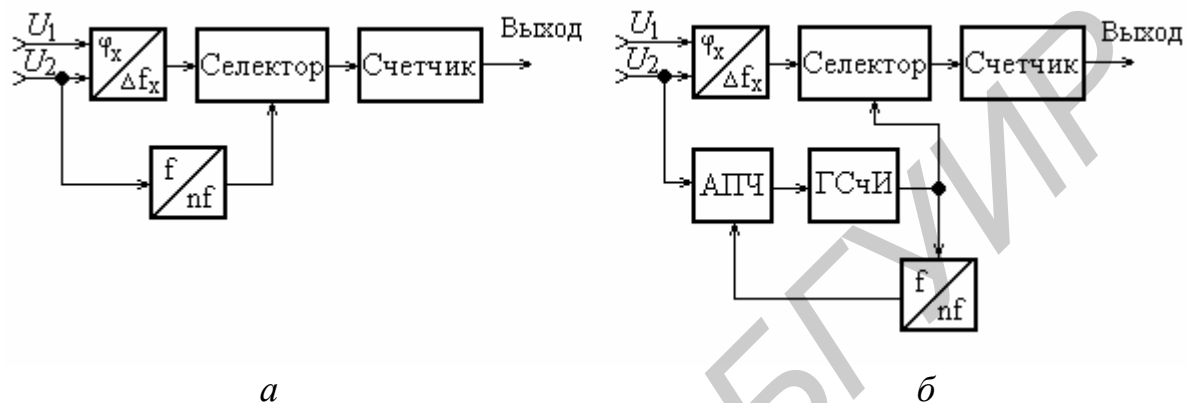 U1
U2
φx
Δfx
Селектор
Счетчик
Выход
f
nf
а
U1
U2
φx
Δfx
Селектор
Счетчик
Выход
АПЧ
ГСчИ
f
nf
б
БГУИР